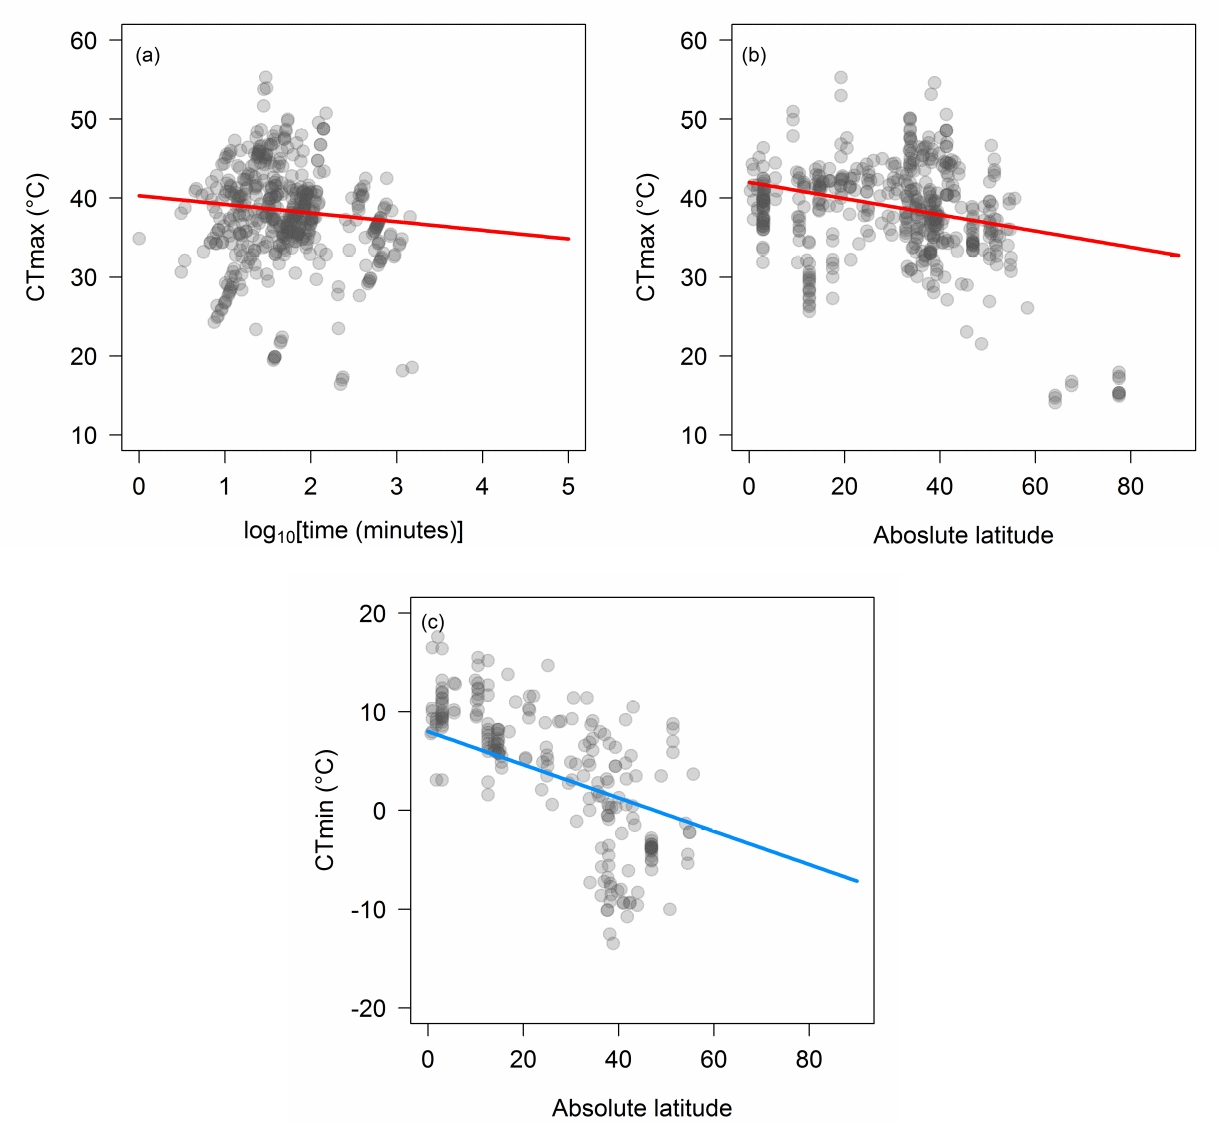 (a)
60
50
40
30
20
10
CTmax (°C)
0 1 2 3 4 5
log₁₀[time (minutes)]
(b)
60
50
40
30
20
10
CTmax (°C)
0 20 40 60 80
Aboslute latitude
(c)
20
10
0
-10
-20
CTmin (°C)
0 20 40 60 80
Absolute latitude